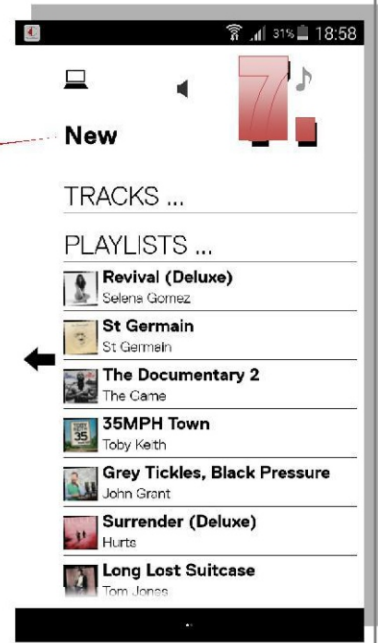 31% 18:58
7.
New
TRACKS ...
PLAYLISTS ...
Revival (Deluxe)
Selena Gomez
St Germain
St Germain
The Documentary 2
The Game
35MPH Town
Toby Keith
35
Grey Tickles, Black Pressure
John Grant
Surrender (Deluxe)
Hurts
Long Lost Suitcase
Tom Jones